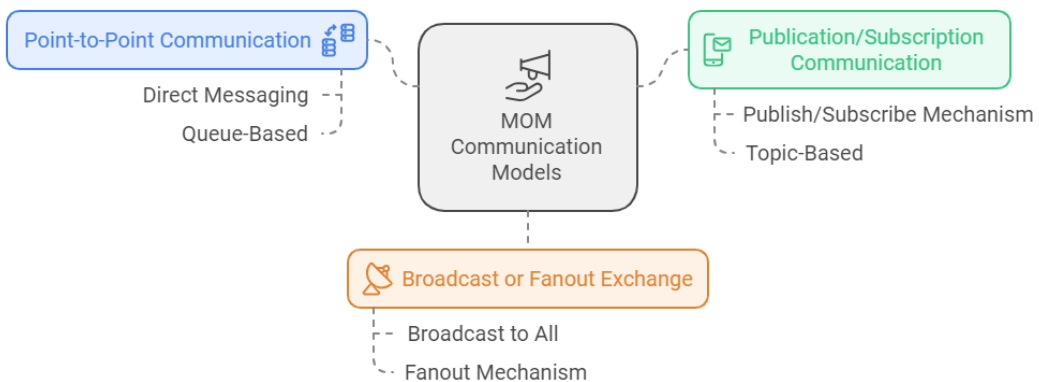 Point-to-Point Communication
Direct Messaging
Queue-Based
MOM
Communication
Models
Publication/Subscription
Communication
Publish/Subscribe Mechanism
Topic-Based
Broadcast or Fanout Exchange
Broadcast to All
Fanout Mechanism